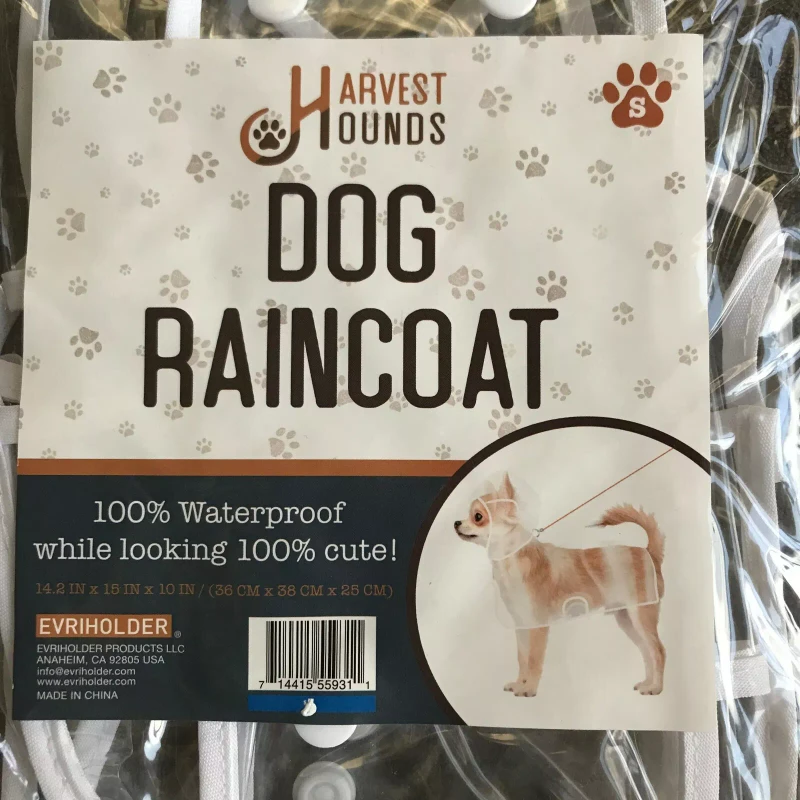 HARVEST
HOUNDS
S
DOG
RAINCOAT
100% Waterproof
while looking 100% cute!
14.2 IN x 15 IN x 10 IN / (36 CM x 38 CM x 25 CM)
EVRIHOLDER®
EVRIHOLDER PRODUCTS LLC
ANAHEIM, CA 92805 USA
info@evriholder.com
www.evriholder.com
MADE IN CHINA
7 14415 55931 1